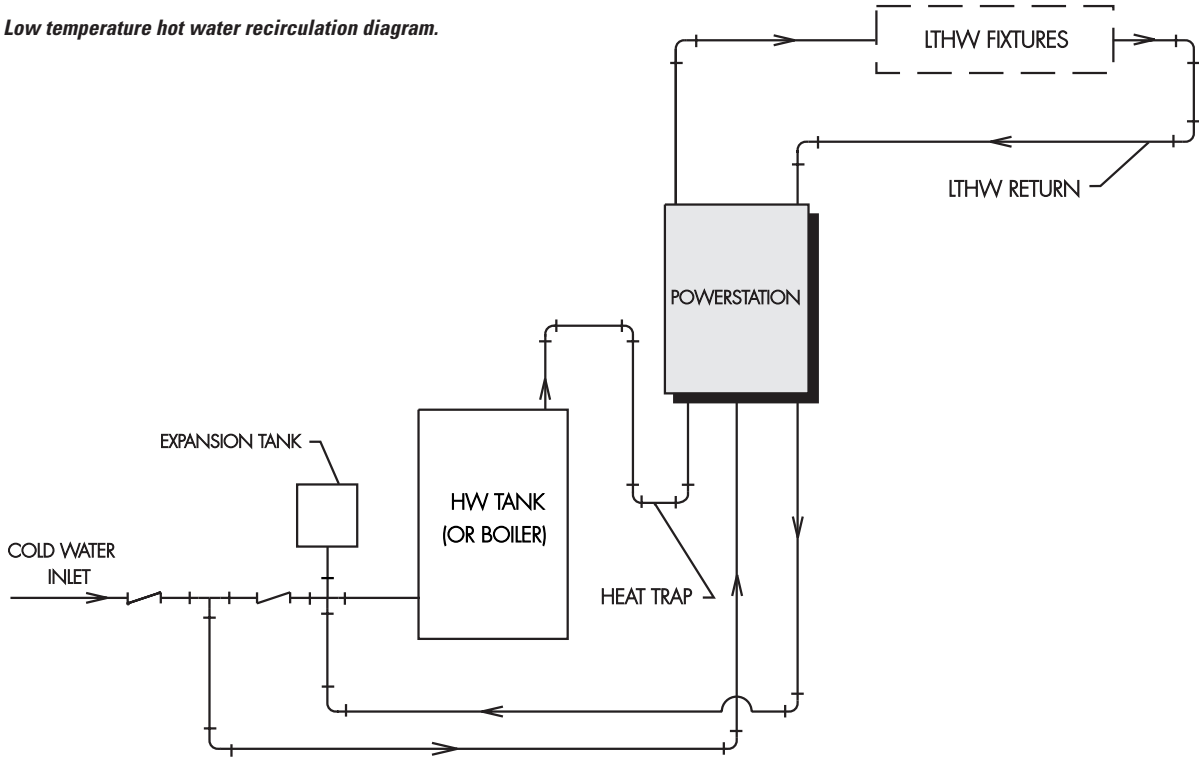 Low temperature hot water recirculation diagram.
LTHW FIXTURES
LTHW RETURN
POWERSTATION
EXPANSION TANK
HW TANK
(OR BOILER)
COLD WATER
INLET
HEAT TRAP